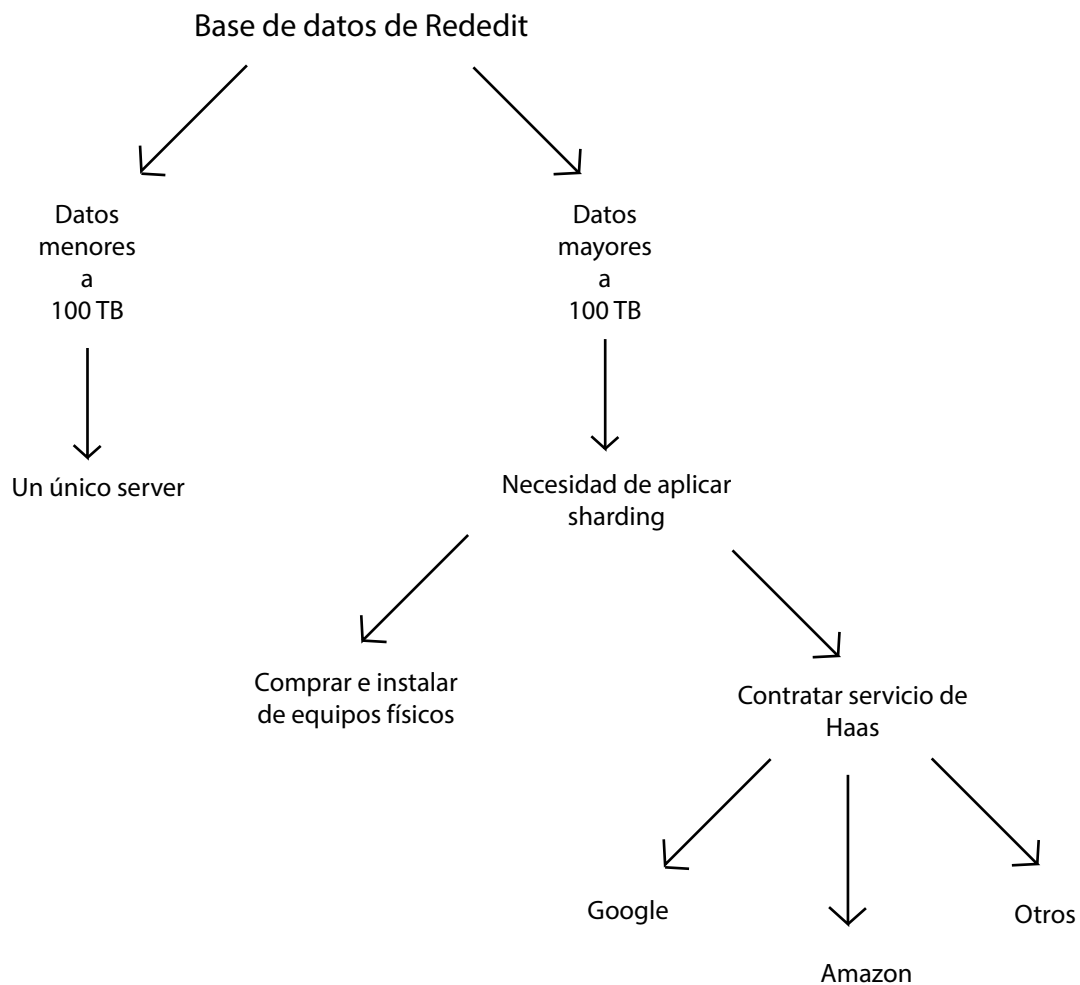 Base de datos de Rededit
Datos
menores
a
100 TB
Datos
mayores
a
100 TB
Un único server
Necesidad de aplicar
sharding
Comprar e instalar
de equipos físicos
Contratar servicio de
Haas
Google
Amazon
Otros